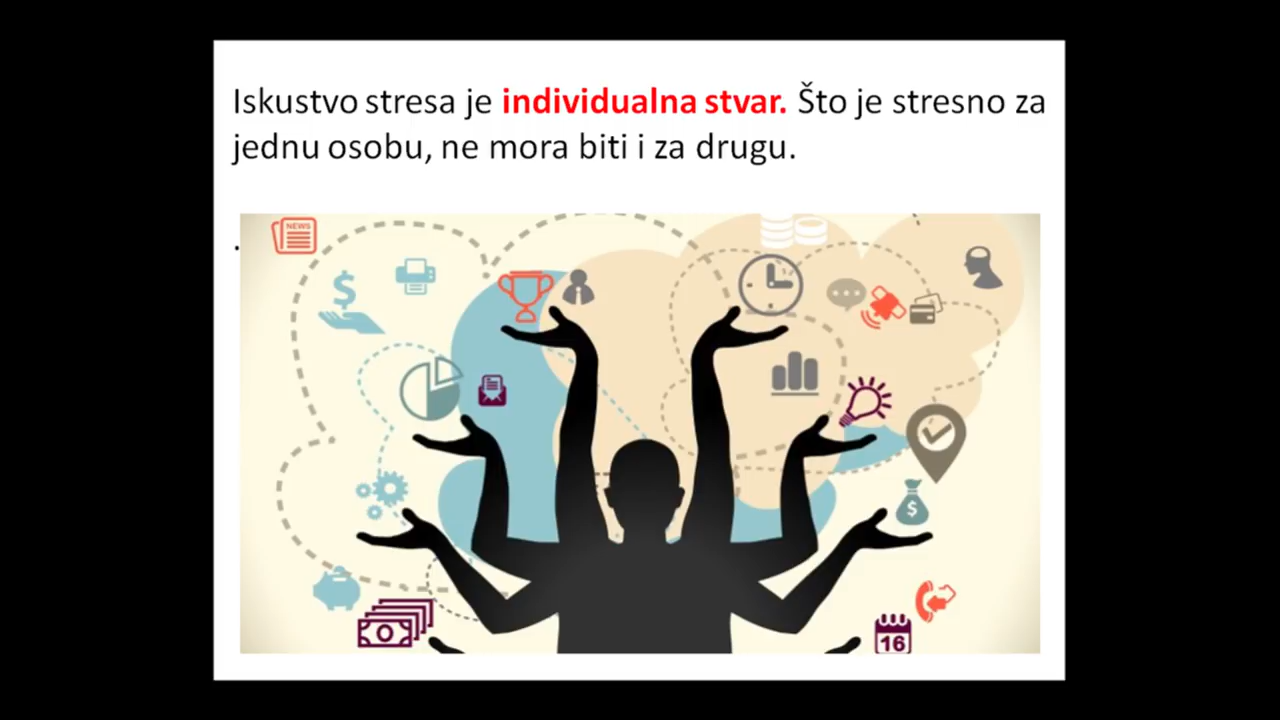 Iskustvo stresa je individualna stvar. Što je stresno za
jednu osobu, ne mora biti i za drugu.
.
NEWS
$
$
16